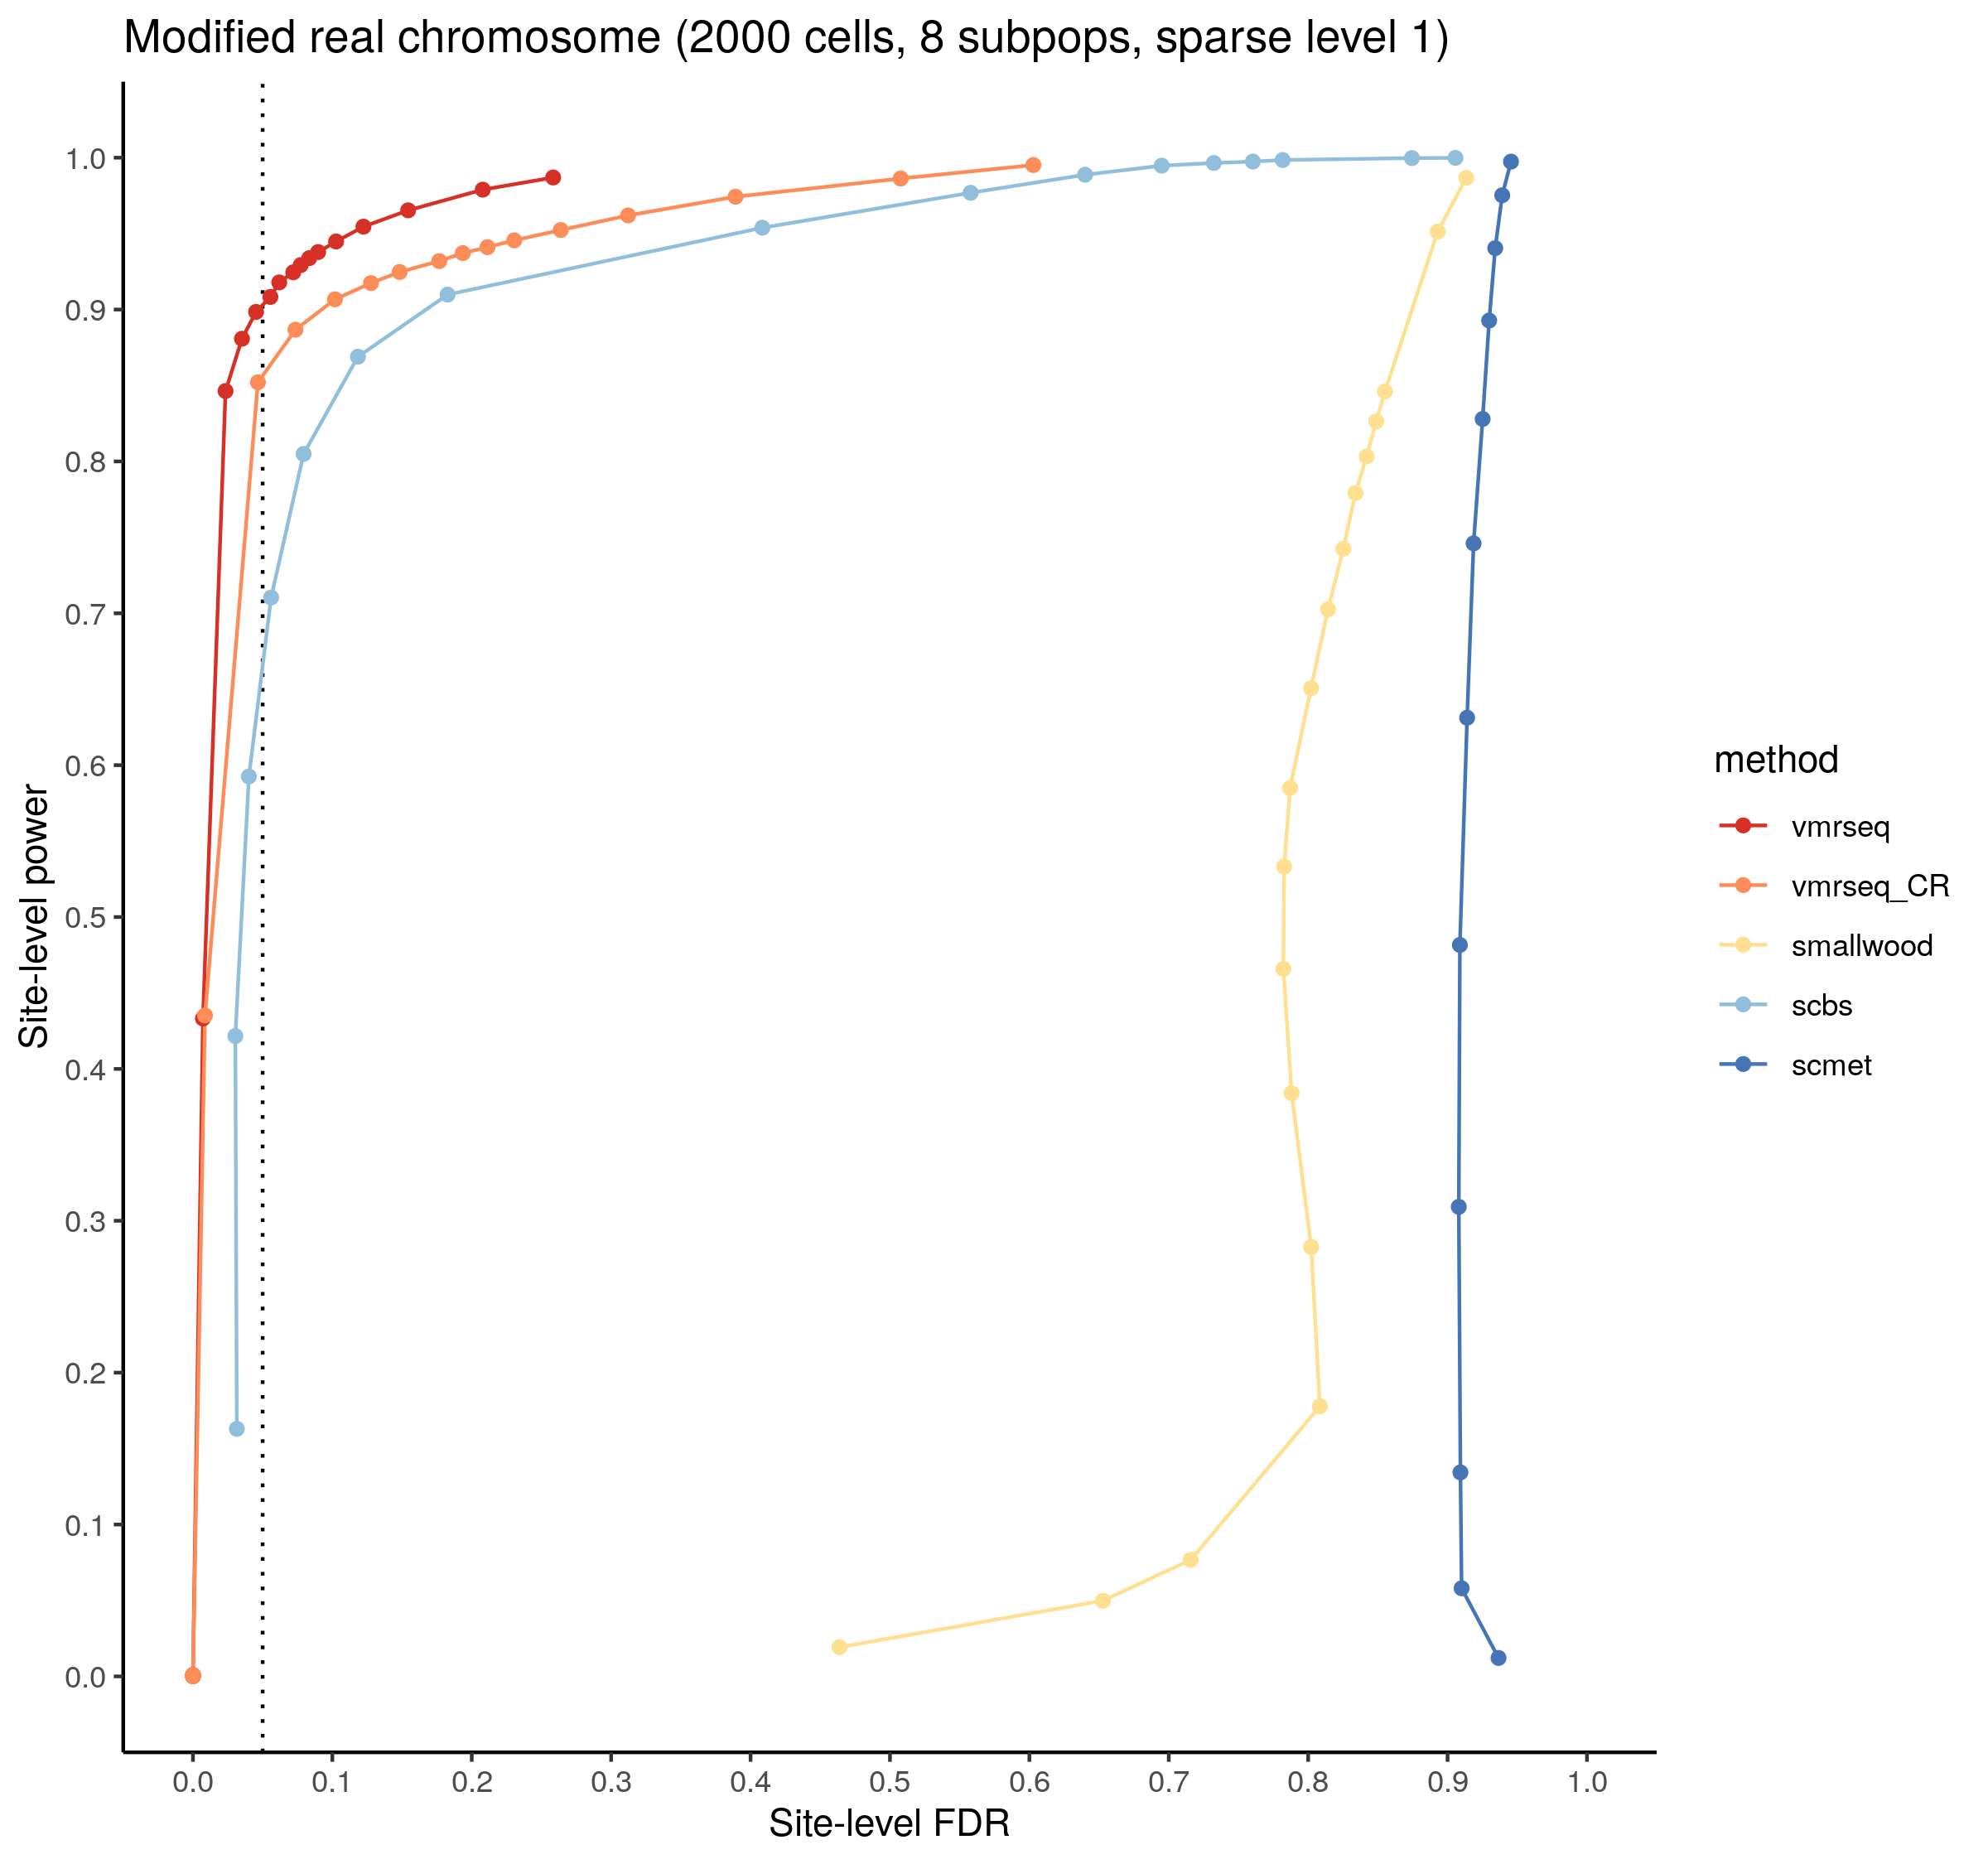 Modified real chromosome (2000 cells, 8 subpops, sparse level 1)
Site-level power
1.0
0.9
0.8
0.7
0.6
0.5
0.4
0.3
0.2
0.1
0.0
0.0 0.1 0.2 0.3 0.4 0.5 0.6 0.7 0.8 0.9 1.0
Site-level FDR
method
vmrseq
vmrseq_CR
smallwood
scbs
scmet